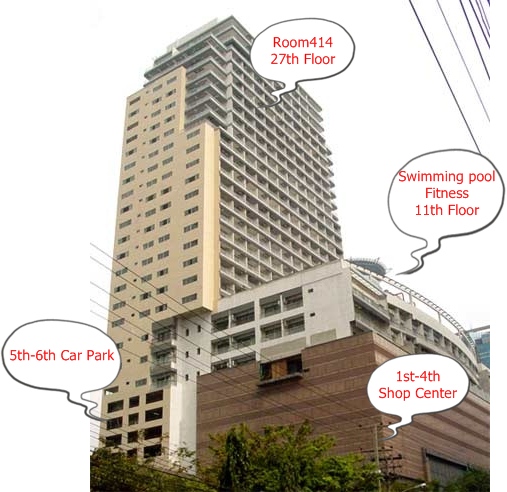 Room414
27th Floor
Swimming pool
Fitness
11th Floor
5th-6th Car Park
1st-4th
Shop Center